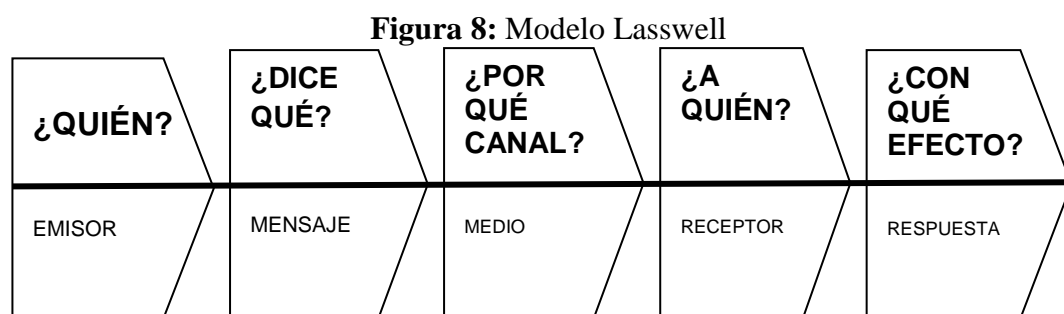 Figura 8: Modelo Lasswell
¿QUIÉN?
¿DICE
QUÉ?
¿POR
QUÉ
CANAL?
¿A
QUIÉN?
¿CON
QUÉ
EFECTO?
EMISOR
MENSAJE
MEDIO
RECEPTOR
RESPUESTA